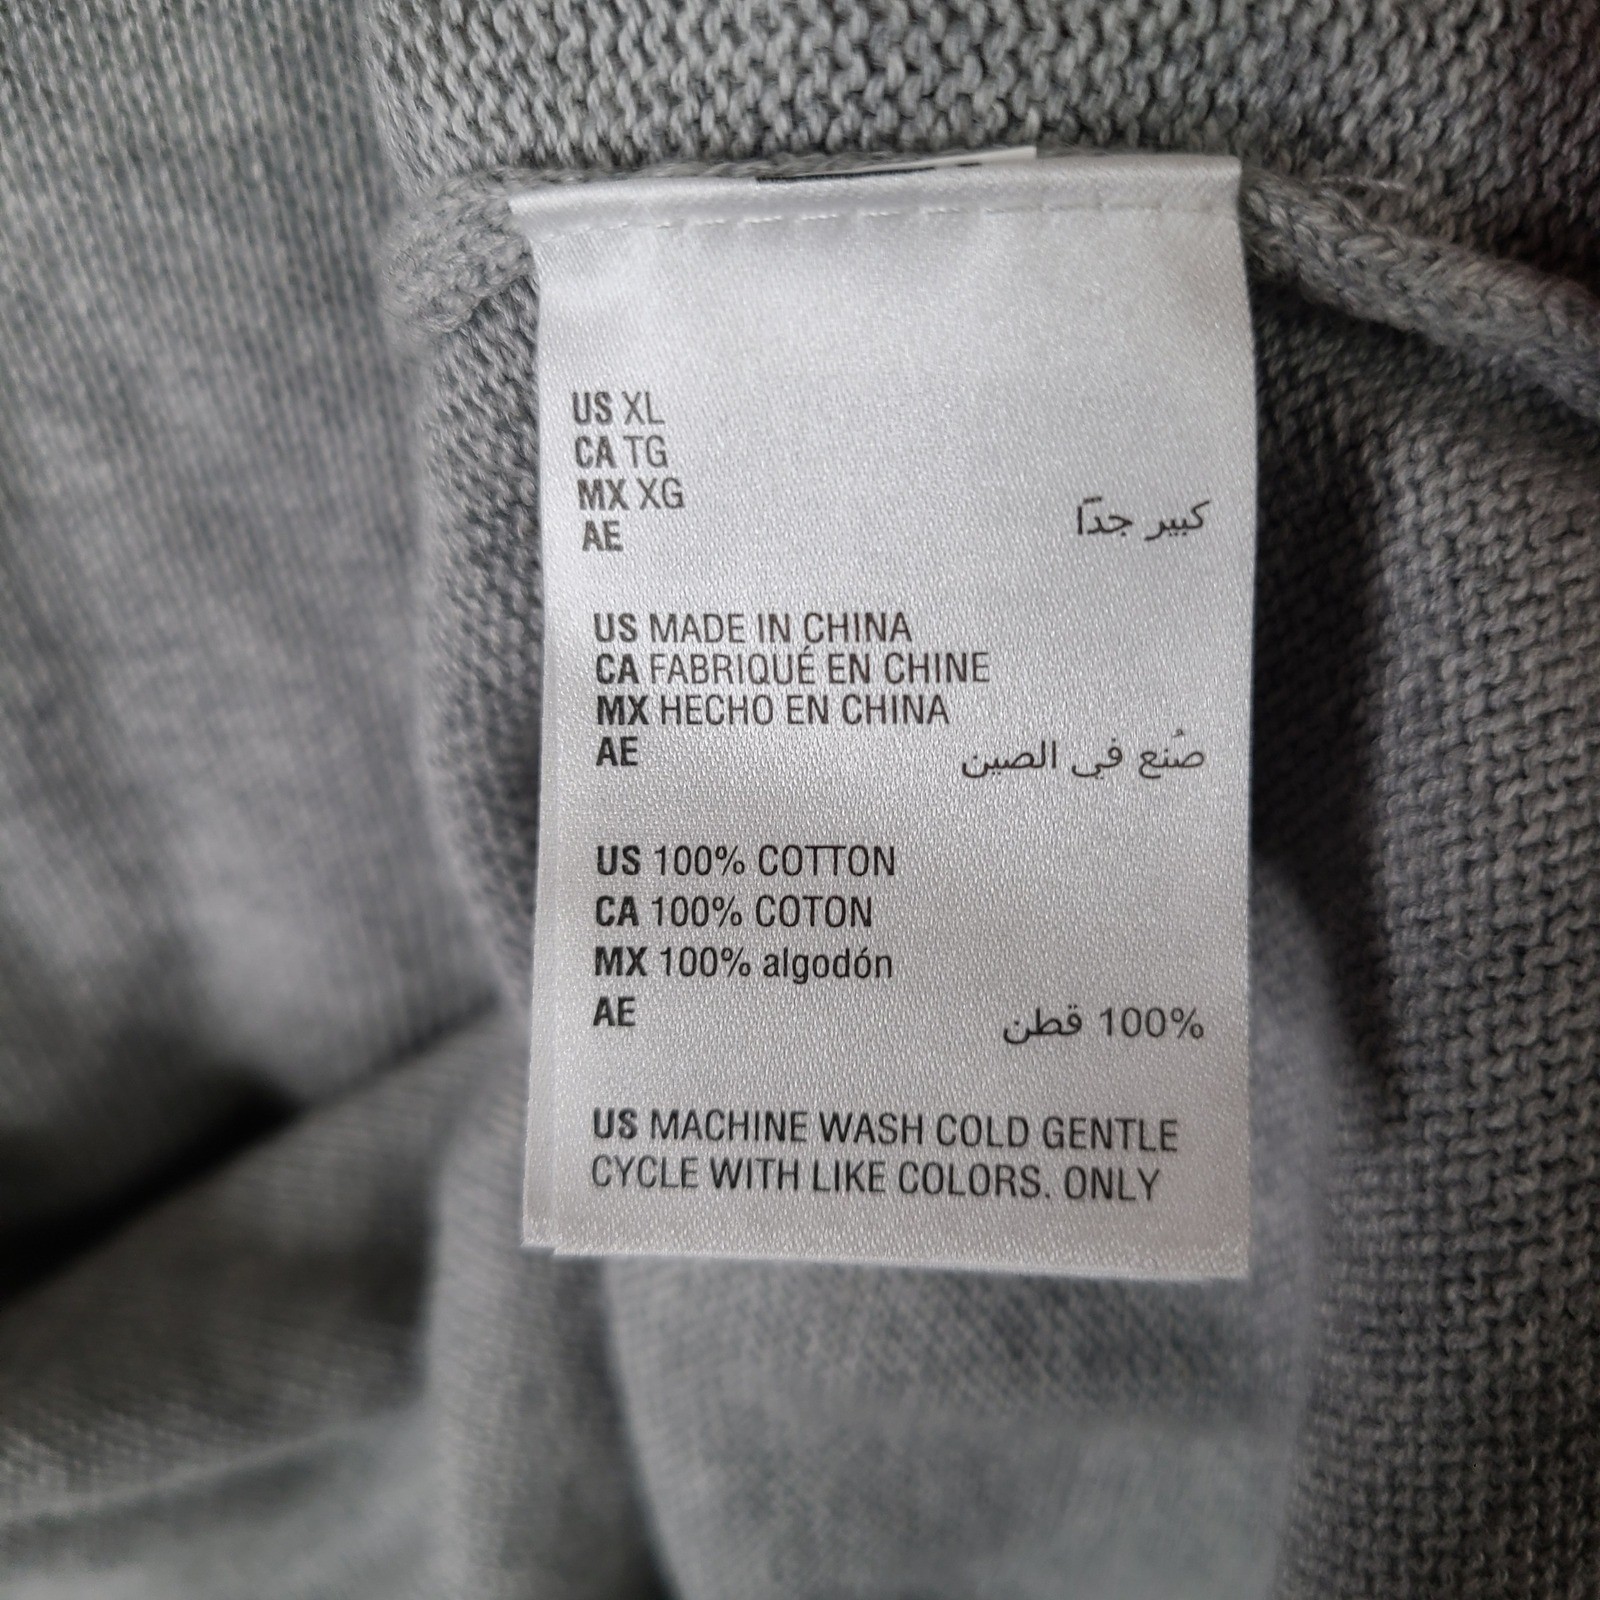 US XL
CA TG
MX XG
AE كبير جدًا
US MADE IN CHINA
CA FABRIQUÉ EN CHINE
MX HECHO EN CHINA
AE صُنع في الصين
US 100% COTTON
CA 100% COTON
MX 100% algodón
AE 100% قطن
US MACHINE WASH COLD GENTLE
CYCLE WITH LIKE COLORS. ONLY